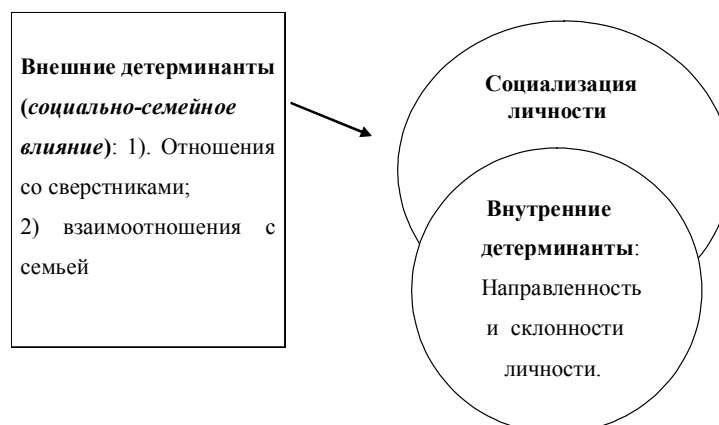 Внешние детерминанты
(социально-семейное
влияние): 1). Отношения
со сверстниками;
2) взаимоотношения с
семьей
Социализация
личности
Внутренние
детерминанты:
Направленность
и склонности
личности.